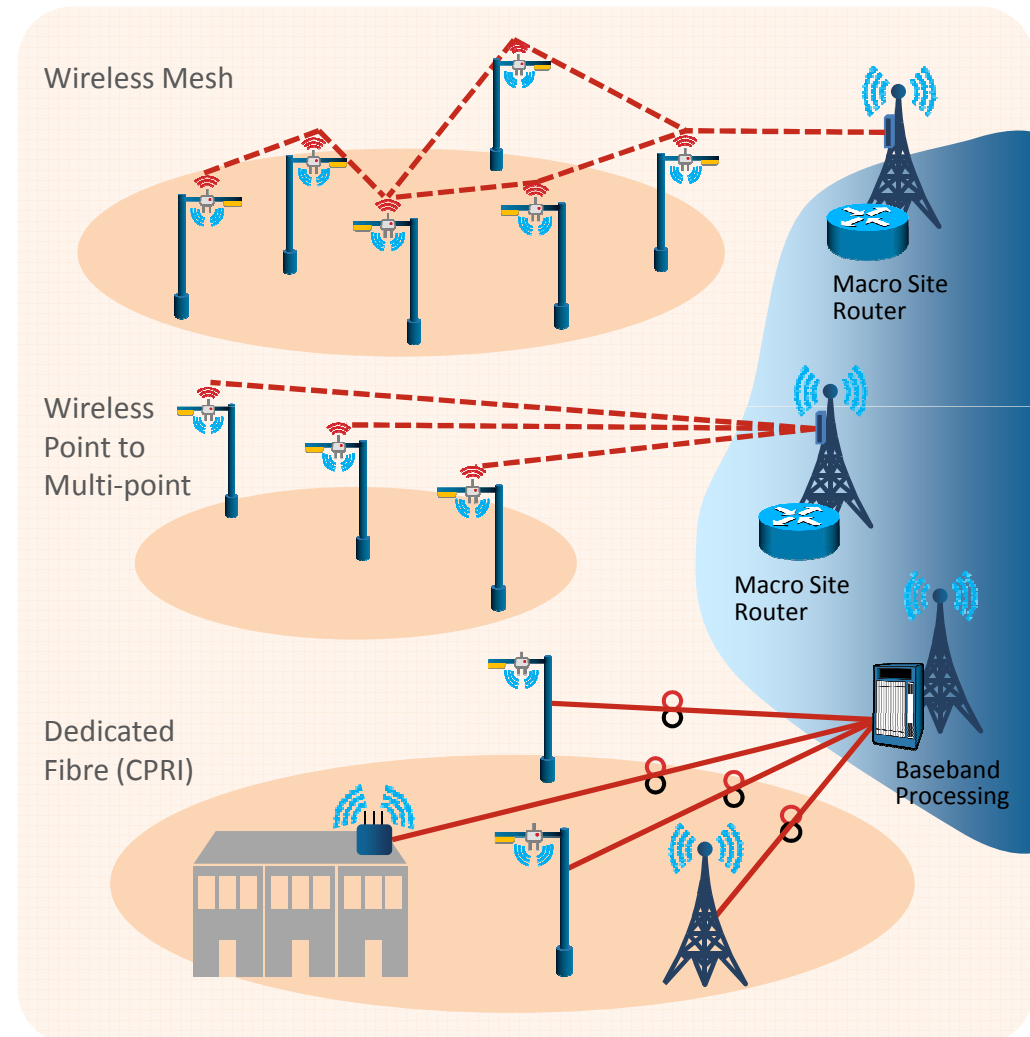 Wireless Mesh
Macro Site
Router
Wireless
Point to
Multi-point
Macro Site
Router
Dedicated
Fibre (CPRI)
Baseband
Processing